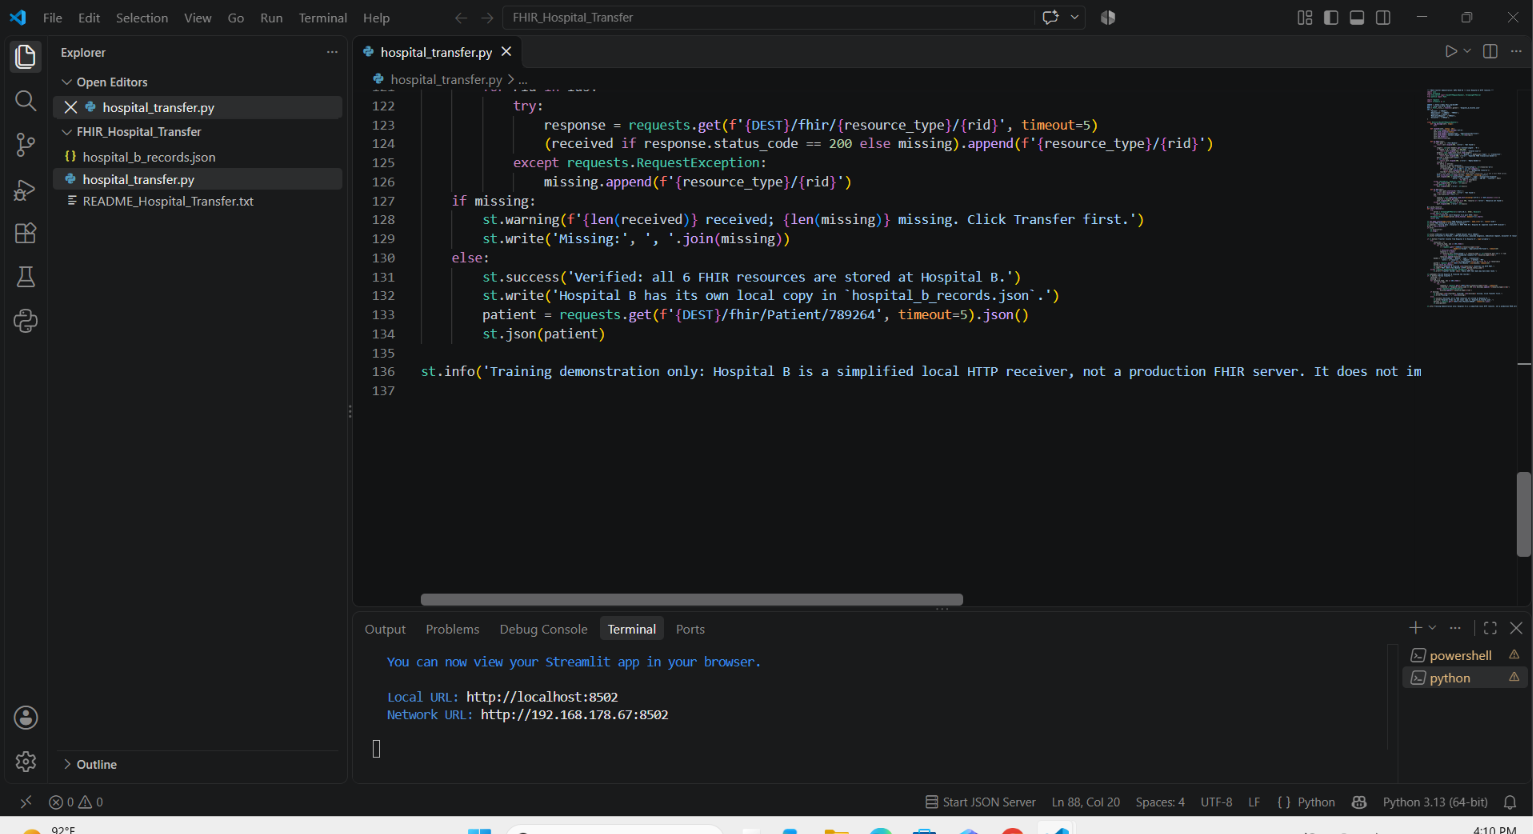 File Edit Selection View Go Run Terminal Help
FHIR_Hospital_Transfer
Explorer
Open Editors
hospital_transfer.py
FHIR_Hospital_Transfer
hospital_b_records.json
hospital_transfer.py
README_Hospital_Transfer.txt
Outline
hospital_transfer.py
hospital_transfer.py > ...
122 try:
123 response = requests.get(f'{DEST}/fhir/{resource_type}/{rid}', timeout=5)
124 (received if response.status_code == 200 else missing).append(f'{resource_type}/{rid}')
125 except requests.RequestException:
126 missing.append(f'{resource_type}/{rid}')
127 if missing:
128 st.warning(f'{len(received)} received; {len(missing)} missing. Click Transfer first.')
129 st.write('Missing:', ', '.join(missing))
130 else:
131 st.success('Verified: all 6 FHIR resources are stored at Hospital B.')
132 st.write('Hospital B has its own local copy in `hospital_b_records.json`.')
133 patient = requests.get(f'{DEST}/fhir/Patient/789264', timeout=5).json()
134 st.json(patient)
135
136 st.info('Training demonstration only: Hospital B is a simplified local HTTP receiver, not a production FHIR server. It does not im
137
Output Problems Debug Console Terminal Ports
You can now view your Streamlit app in your browser.
Local URL: http://localhost:8502
Network URL: http://192.168.178.67:8502
powershell
python
0 0
Start JSON Server Ln 88, Col 20 Spaces: 4 UTF-8 LF { } Python Python 3.13 (64-bit)
92°F
4:10 PM